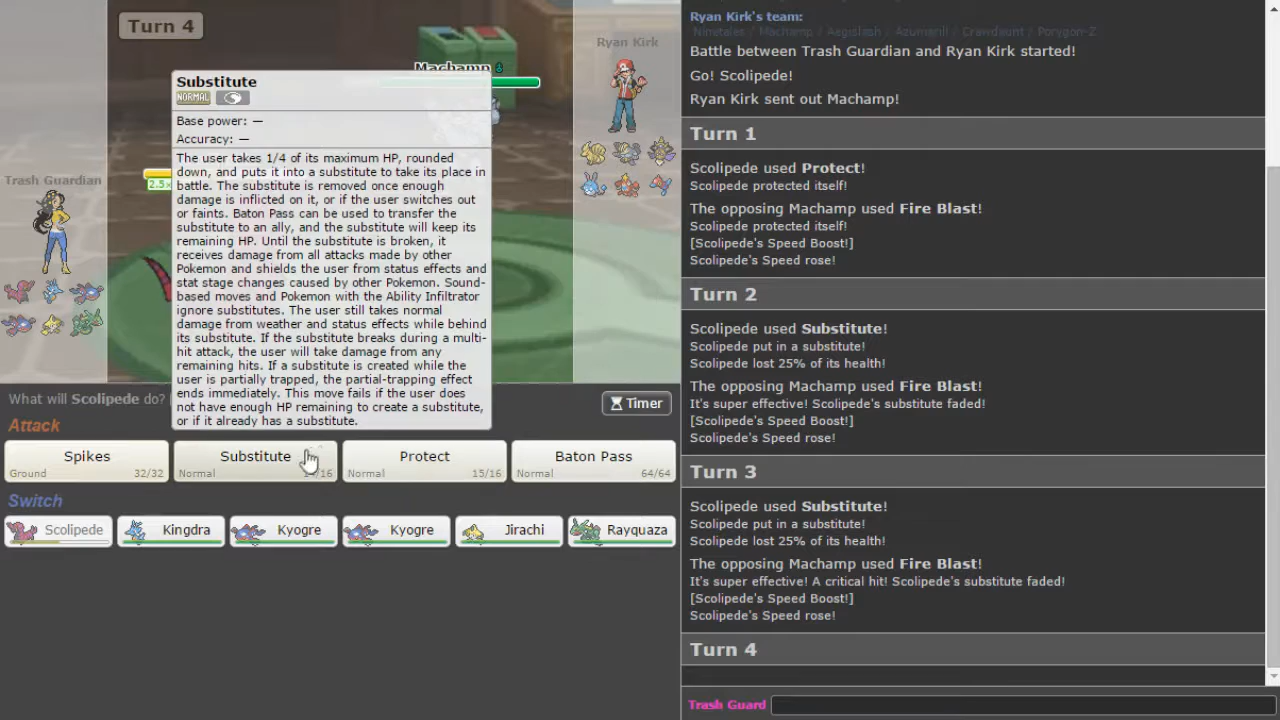 Turn 4
Ryan Kirk
Machamp
Trash Guardian
2.5x
Substitute
NORMAL
Base power: —
Accuracy: —
The user takes 1/4 of its maximum HP, rounded
down, and puts it into a substitute to take its place in
battle. The substitute is removed once enough
damage is inflicted on it, or if the user switches out
or faints. Baton Pass can be used to transfer the
substitute to an ally, and the substitute will keep its
remaining HP. Until the substitute is broken, it
receives damage from all attacks made by other
Pokemon and shields the user from status effects and
stat stage changes caused by other Pokemon. Sound-
based moves and Pokemon with the Ability Infiltrator
ignore substitutes. The user still takes normal
damage from weather and status effects while behind
its substitute. If the substitute breaks during a multi-
hit attack, the user will take damage from any
remaining hits. If a substitute is created while the
user is partially trapped, the partial-trapping effect
ends immediately. This move fails if the user does
not have enough HP remaining to create a substitute,
or if it already has a substitute.
What will Scolipede do?
Timer
Attack
Spikes
Ground 32/32
Substitute
Normal 14/16
Protect
Normal 15/16
Baton Pass
Normal 64/64
Switch
Scolipede
Kingdra
Kyogre
Kyogre
Jirachi
Rayquaza
Ryan Kirk's team:
Ninetales / Machamp / Aegislash / Azumarill / Crawdaunt / Porygon-Z
Battle between Trash Guardian and Ryan Kirk started!
Go! Scolipede!
Ryan Kirk sent out Machamp!
Turn 1
Scolipede used Protect!
Scolipede protected itself!
The opposing Machamp used Fire Blast!
Scolipede protected itself!
[Scolipede's Speed Boost!]
Scolipede's Speed rose!
Turn 2
Scolipede used Substitute!
Scolipede put in a substitute!
Scolipede lost 25% of its health!
The opposing Machamp used Fire Blast!
It's super effective! Scolipede's substitute faded!
[Scolipede's Speed Boost!]
Scolipede's Speed rose!
Turn 3
Scolipede used Substitute!
Scolipede put in a substitute!
Scolipede lost 25% of its health!
The opposing Machamp used Fire Blast!
It's super effective! A critical hit! Scolipede's substitute faded!
[Scolipede's Speed Boost!]
Scolipede's Speed rose!
Turn 4
Trash Guard